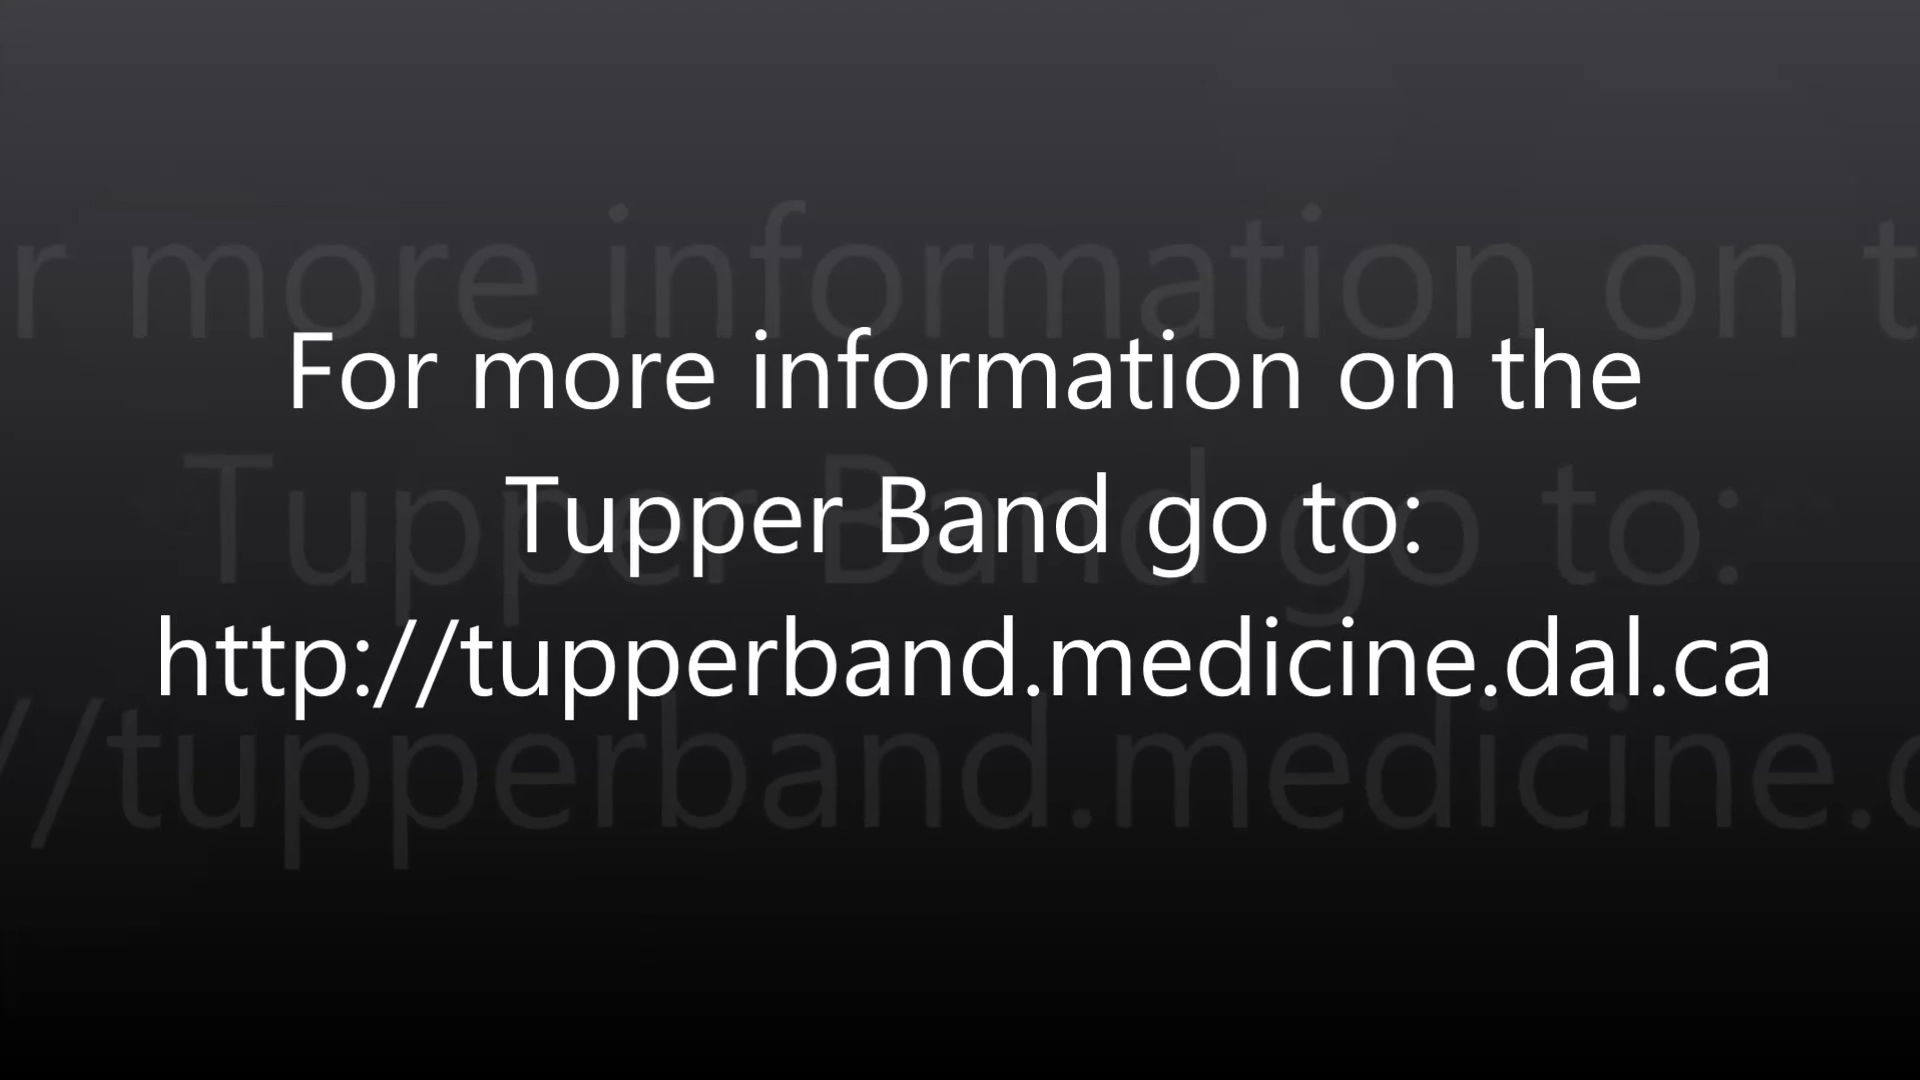 For more information on the
Tupper Band go to:
http://tupperband.medicine.dal.ca